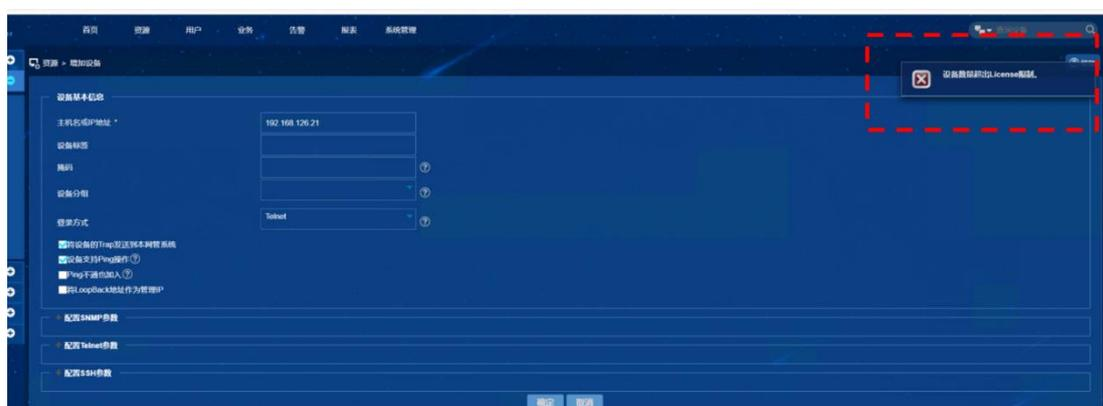 首页 资源 用户 业务 告警 报表 系统管理
资源 > 增加设备
设备数量超出License限制。
设备基本信息
主机名或IP地址 * 192.168.126.21
设备标签
掩码
设备分组
登录方式 Telnet
将设备的Trap发送到本网管系统
设备支持Ping操作
Ping不通也加入
将LoopBack地址作为管理IP
配置SNMP参数
配置Telnet参数
配置SSH参数
确定 取消